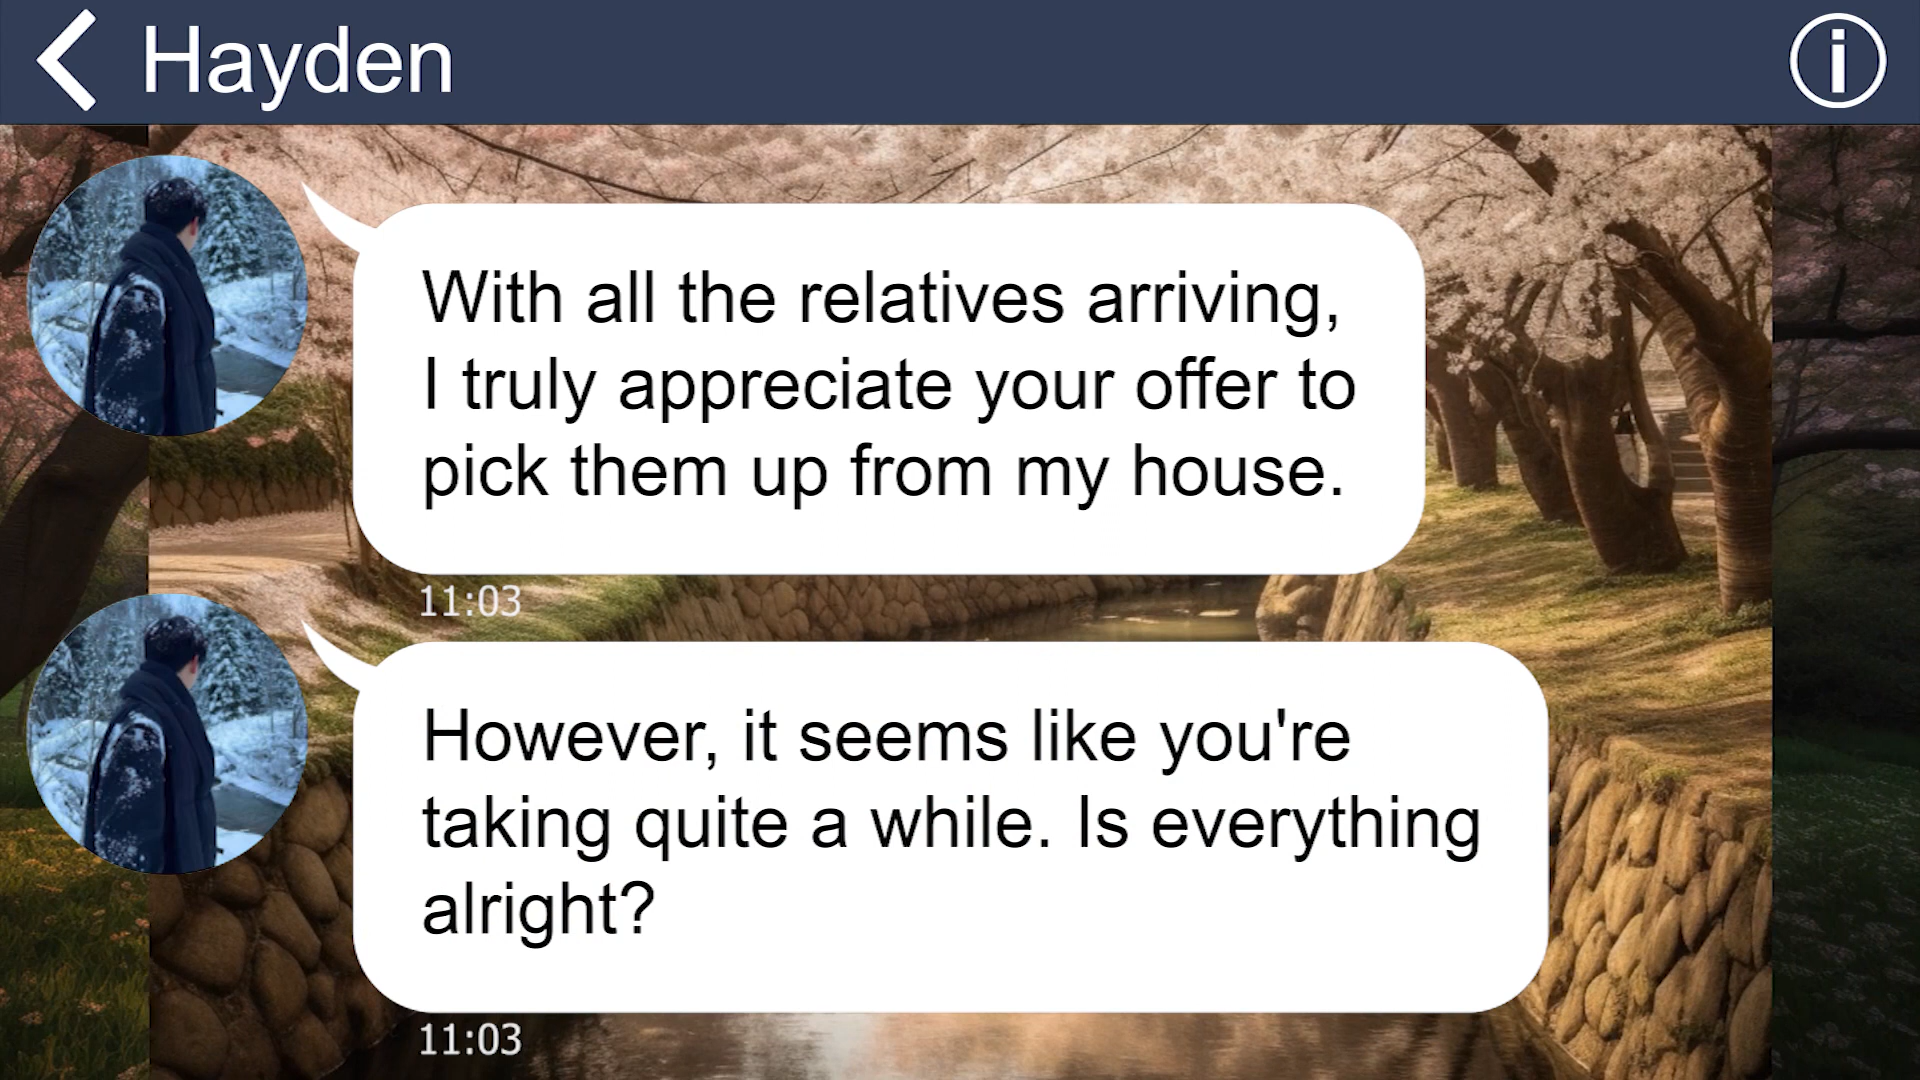 Hayden
With all the relatives arriving,
I truly appreciate your offer to
pick them up from my house.
11:03
However, it seems like you're
taking quite a while. Is everything
alright?
11:03